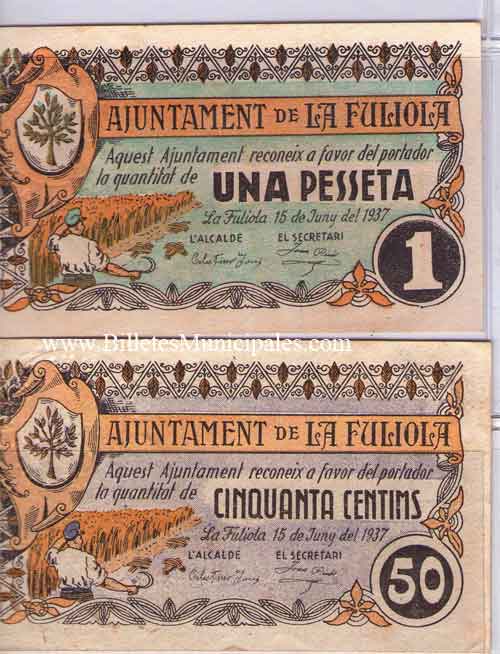 AJUNTAMENT DE LA FULIOLA
Aquest Ajuntament reconeix a favor del portador
la quantitat de UNA PESSETA
La Fuliola 15 de Juny del 1937
L'ALCALDE EL SECRETARI
1
www.BilletesMunicipales.com
AJUNTAMENT DE LA FULIOLA
Aquest Ajuntament reconeix a favor del portador
la quantitat de CINQUANTA CENTIMS
La Fuliola 15 de Juny del 1937
L'ALCALDE EL SECRETARI
50